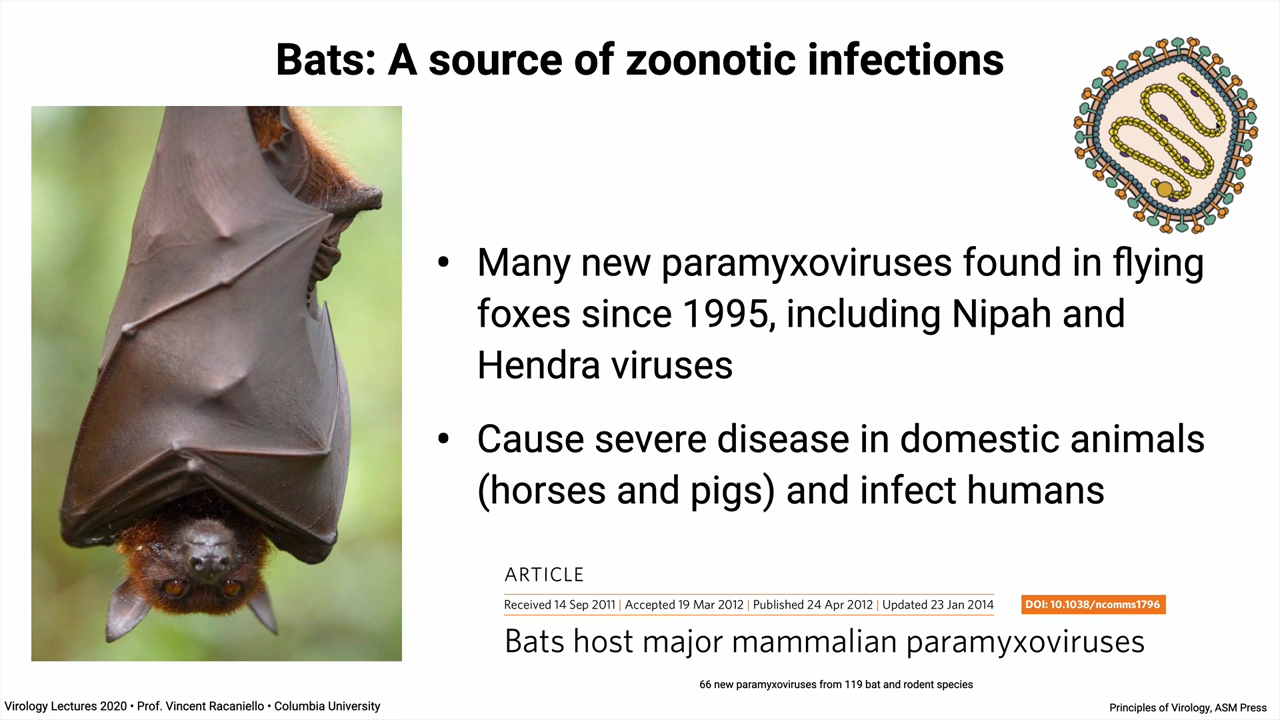 Bats: A source of zoonotic infections
• Many new paramyxoviruses found in flying
foxes since 1995, including Nipah and
Hendra viruses
• Cause severe disease in domestic animals
(horses and pigs) and infect humans
ARTICLE
Received 14 Sep 2011 | Accepted 19 Mar 2012 | Published 24 Apr 2012 | Updated 23 Jan 2014
DOI: 10.1038/ncomms1796
Bats host major mammalian paramyxoviruses
66 new paramyxoviruses from 119 bat and rodent species
Virology Lectures 2020 • Prof. Vincent Racaniello • Columbia University
Principles of Virology, ASM Press